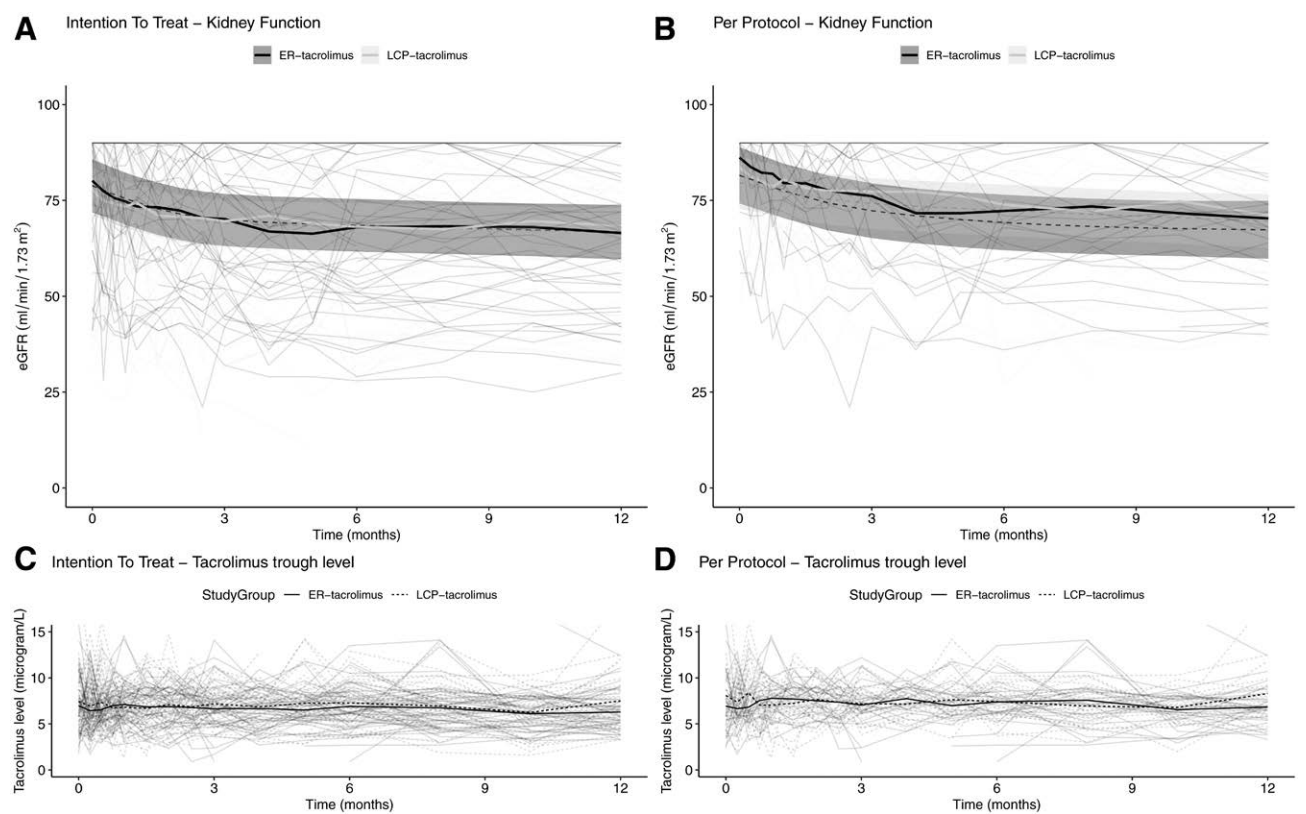 A Intention To Treat – Kidney Function
ER−tacrolimus LCP−tacrolimus
eGFR (ml/min/1.73 m²)
100
75
50
25
0
0 3 6 9 12
Time (months)
B Per Protocol – Kidney Function
ER−tacrolimus LCP−tacrolimus
eGFR (ml/min/1.73 m²)
100
75
50
25
0
0 3 6 9 12
Time (months)
C Intention To Treat – Tacrolimus trough level
StudyGroup ER−tacrolimus LCP−tacrolimus
Tacrolimus level (microgram/L)
15
10
5
0
0 3 6 9 12
Time (months)
D Per Protocol – Tacrolimus trough level
StudyGroup ER−tacrolimus LCP−tacrolimus
Tacrolimus level (microgram/L)
15
10
5
0
0 3 6 9 12
Time (months)